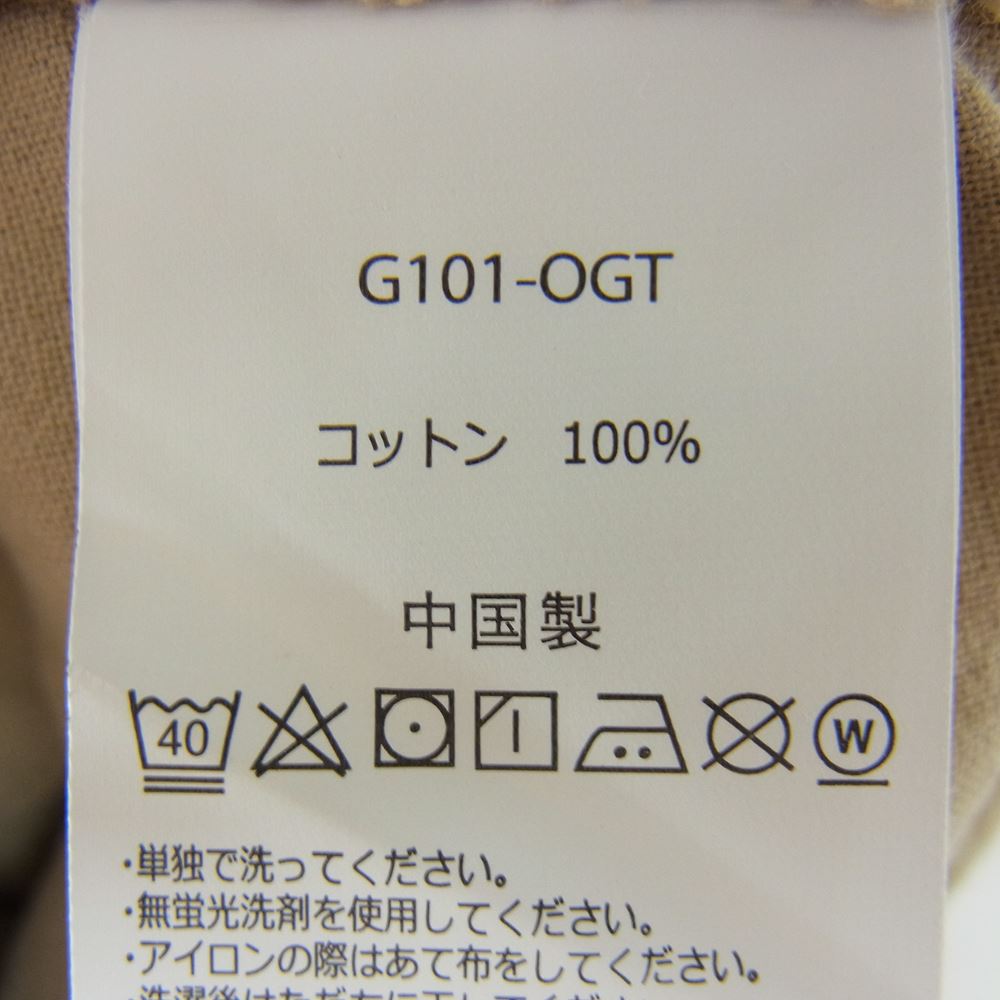 G101-OGT
コットン　100%
中国製
40 W
・単独で洗ってください。
・無蛍光洗剤を使用してください。
・アイロンの際はあて布をしてください。